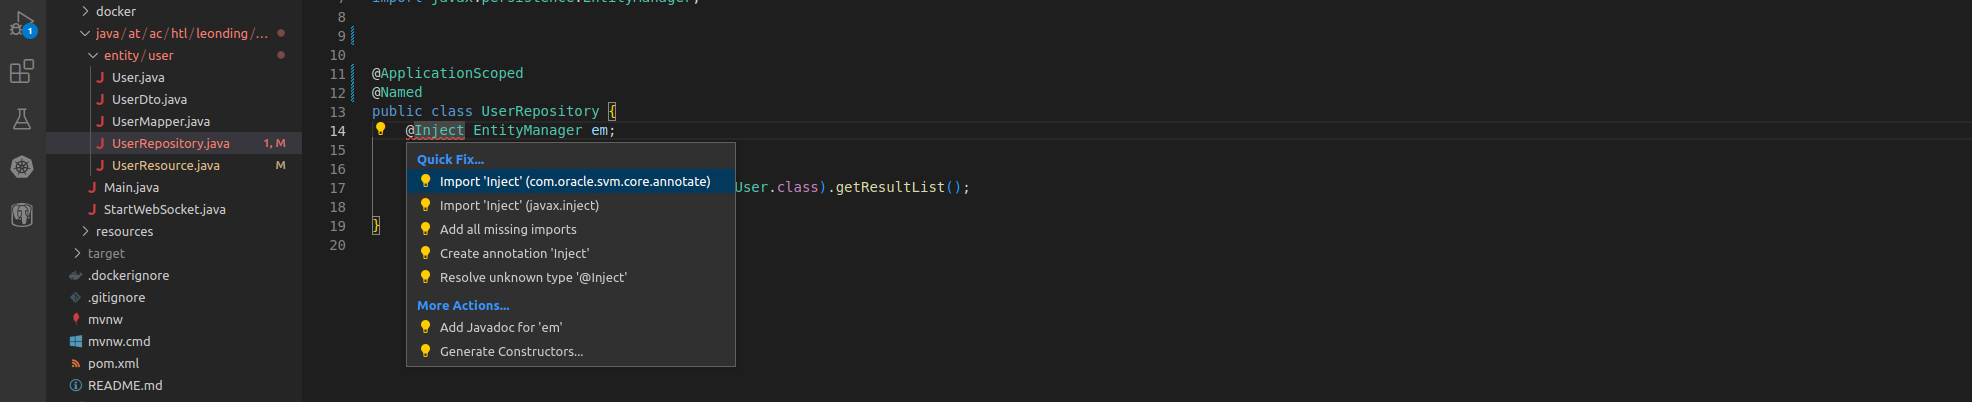 docker
java/at/ac/htl/leonding/...
entity/user
User.java
UserDto.java
UserMapper.java
UserRepository.java 1, M
UserResource.java M
Main.java
StartWebSocket.java
resources
target
.dockerignore
.gitignore
mvnw
mvnw.cmd
pom.xml
README.md
1
7 import javax.persistence.EntityManager;
8
9
10
11 @ApplicationScoped
12 @Named
13 public class UserRepository {
14 @Inject EntityManager em;
15
16
17 User.class).getResultList();
18
19 }
20
Quick Fix...
Import 'Inject' (com.oracle.svm.core.annotate)
Import 'Inject' (javax.inject)
Add all missing imports
Create annotation 'Inject'
Resolve unknown type '@Inject'
More Actions...
Add Javadoc for 'em'
Generate Constructors...